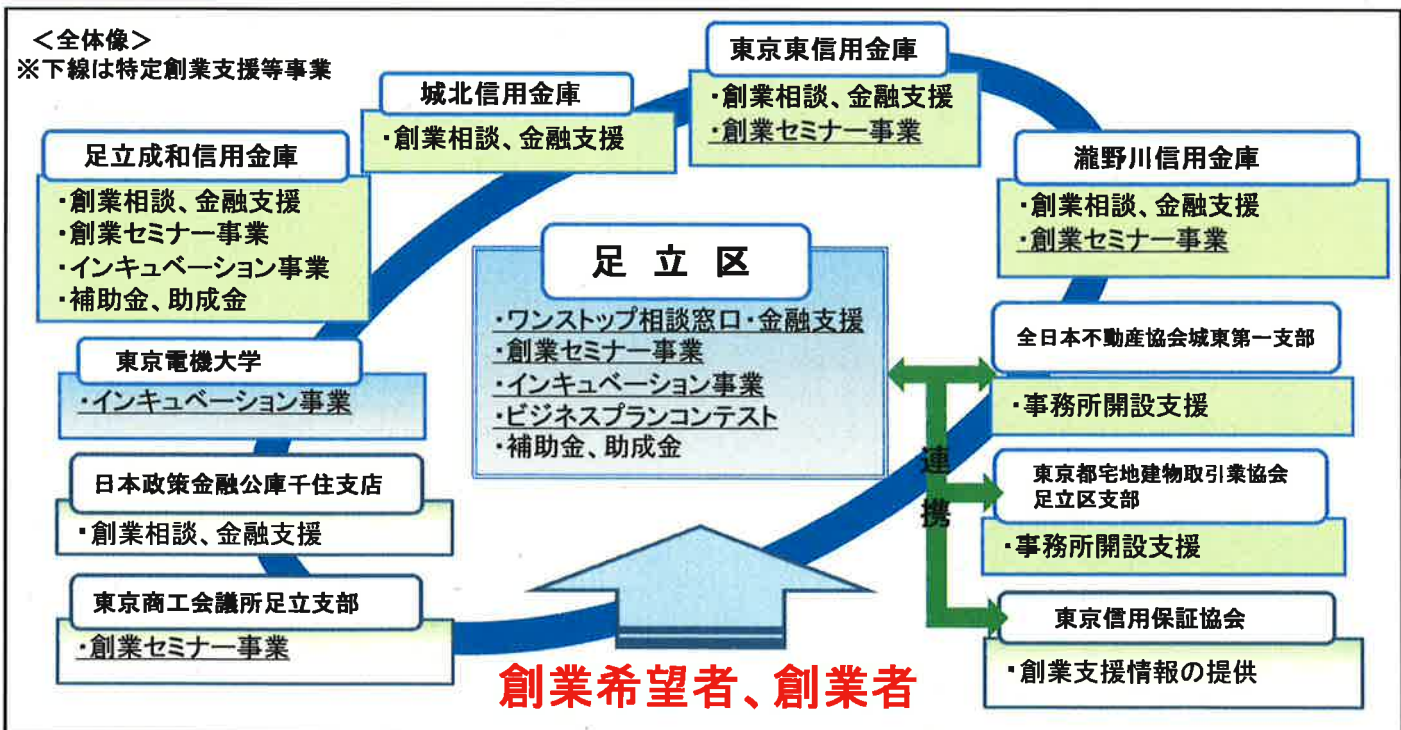 ＜全体像＞
※下線は特定創業支援等事業
東京東信用金庫
・創業相談、金融支援
・創業セミナー事業
城北信用金庫
・創業相談、金融支援
足立成和信用金庫
・創業相談、金融支援
・創業セミナー事業
・インキュベーション事業
・補助金、助成金
瀧野川信用金庫
・創業相談、金融支援
・創業セミナー事業
足立区
・ワンストップ相談窓口・金融支援
・創業セミナー事業
・インキュベーション事業
・ビジネスプランコンテスト
・補助金、助成金
東京電機大学
・インキュベーション事業
全日本不動産協会城東第一支部
・事務所開設支援
連携
日本政策金融公庫千住支店
・創業相談、金融支援
東京都宅地建物取引業協会
足立区支部
・事務所開設支援
東京商工会議所足立支部
・創業セミナー事業
東京信用保証協会
・創業支援情報の提供
創業希望者、創業者